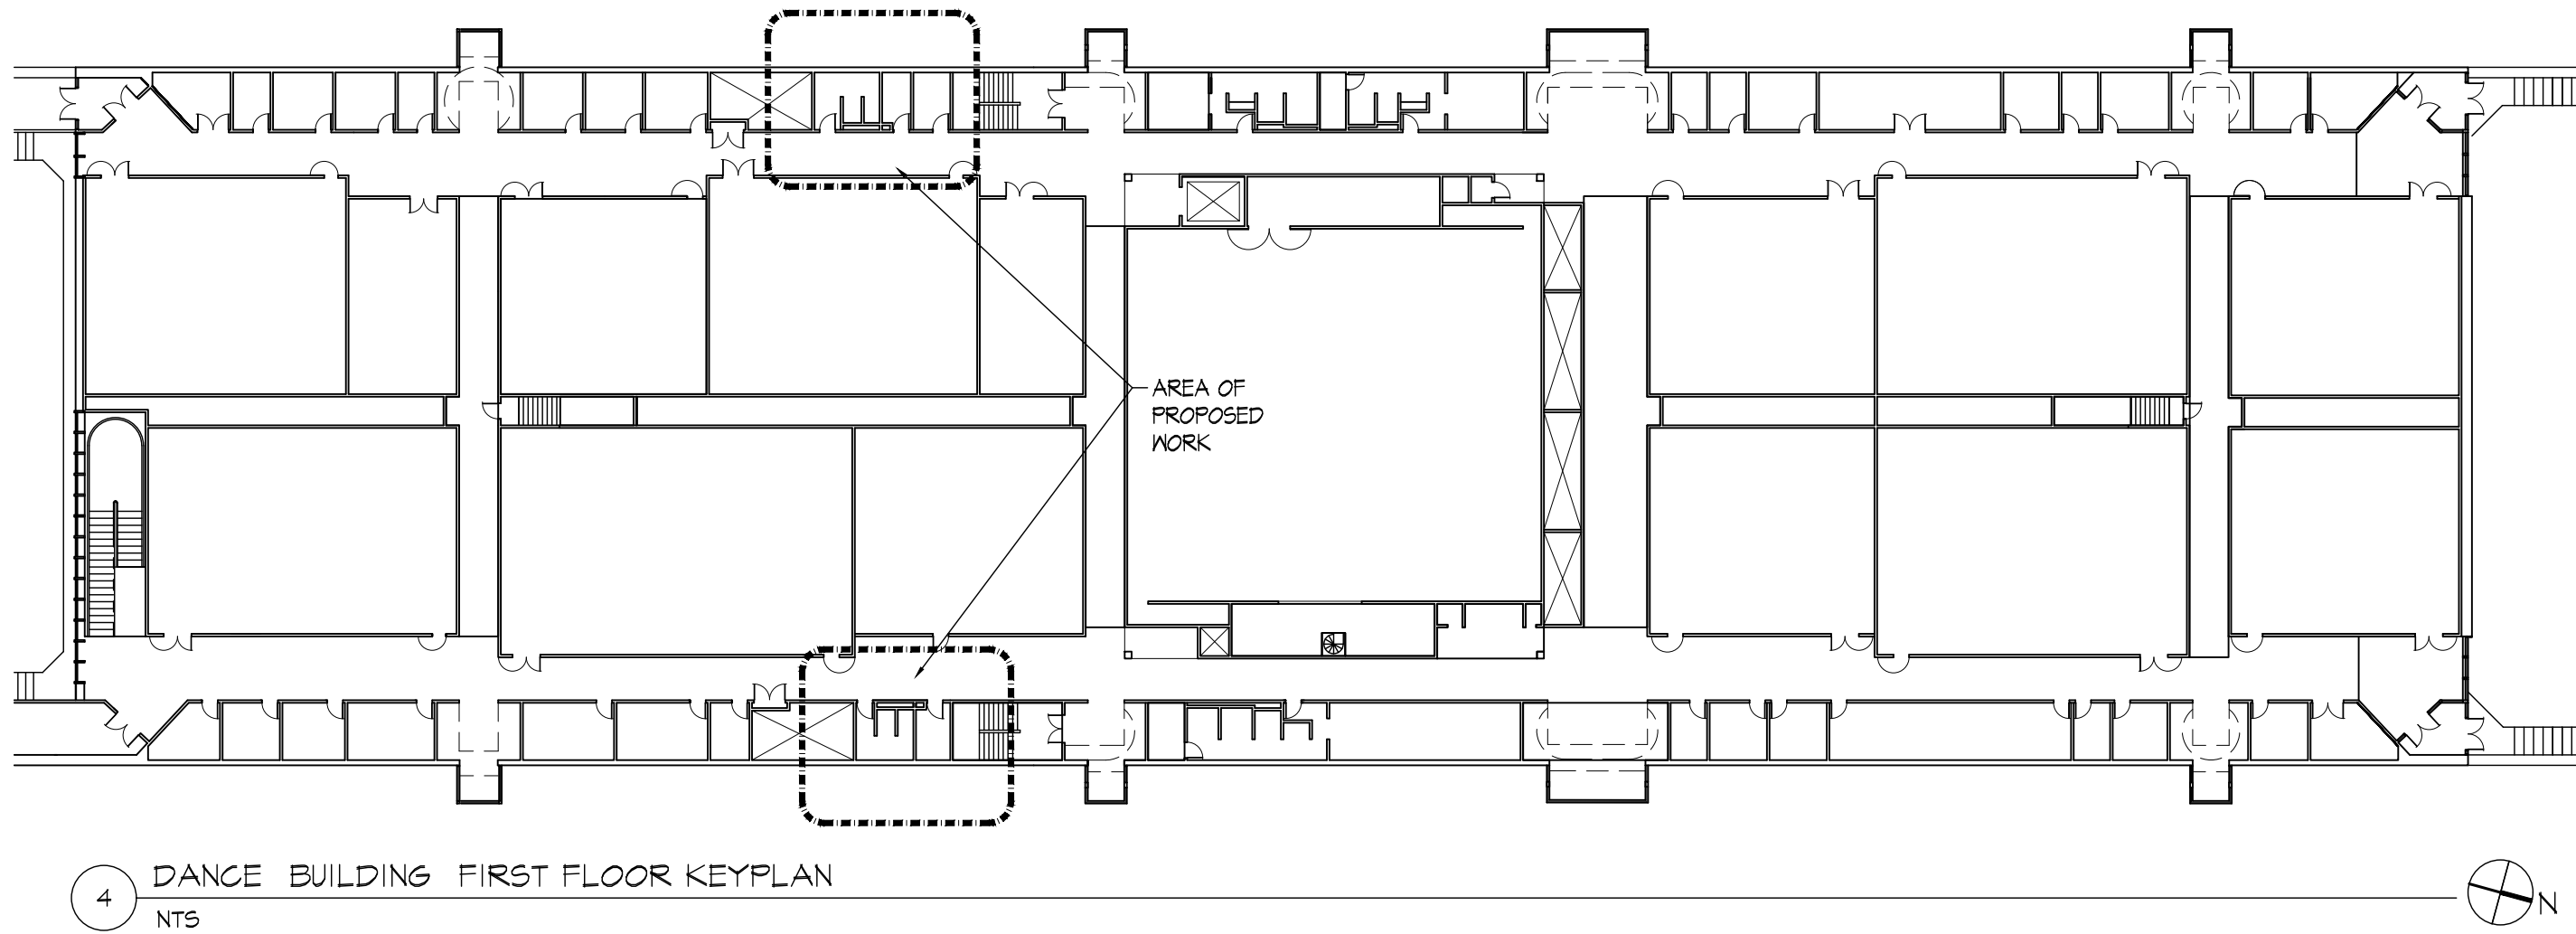 AREA OF
PROPOSED
WORK
4
DANCE BUILDING FIRST FLOOR KEYPLAN
NTS
N